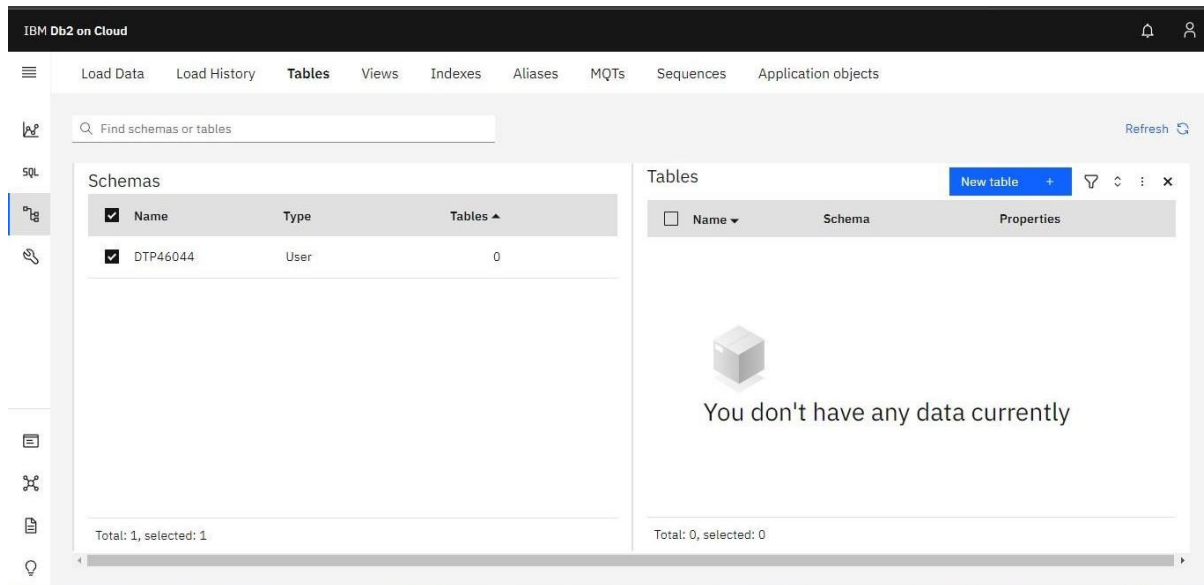 IBM Db2 on Cloud
Load Data Load History Tables Views Indexes Aliases MQTs Sequences Application objects
Find schemas or tables
Refresh
SQL
Schemas
Name Type Tables
DTP46044 User 0
Total: 1, selected: 1
Tables
New table +
Name Schema Properties
You don't have any data currently
Total: 0, selected: 0